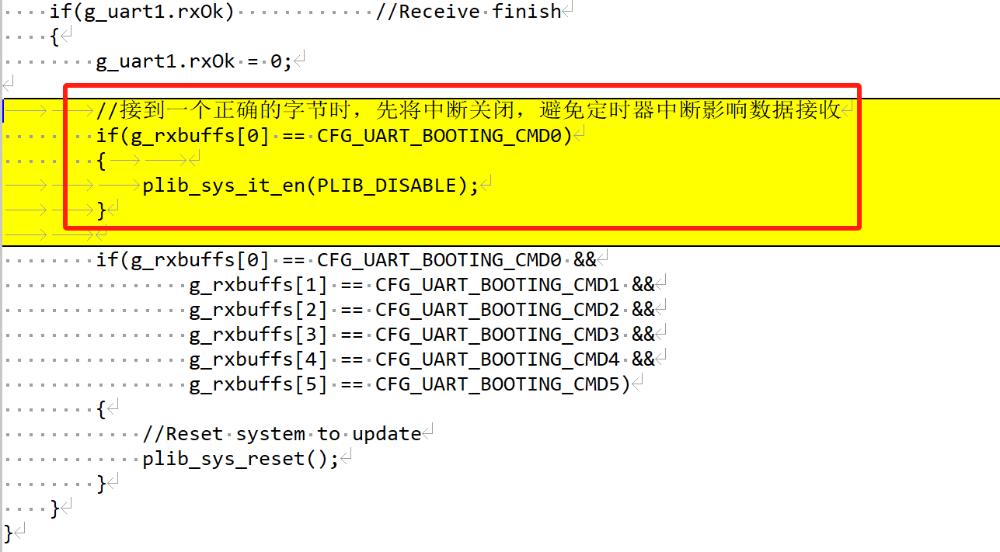 if(g_uart1.rxOk) //Receive finish
{
g_uart1.rxOk = 0;
//接到一个正确的字节时，先将中断关闭，避免定时器中断影响数据接收
if(g_rxbuffs[0] == CFG_UART_BOOTING_CMD0)
{
plib_sys_it_en(PLIB_DISABLE);
}
if(g_rxbuffs[0] == CFG_UART_BOOTING_CMD0 &&
g_rxbuffs[1] == CFG_UART_BOOTING_CMD1 &&
g_rxbuffs[2] == CFG_UART_BOOTING_CMD2 &&
g_rxbuffs[3] == CFG_UART_BOOTING_CMD3 &&
g_rxbuffs[4] == CFG_UART_BOOTING_CMD4 &&
g_rxbuffs[5] == CFG_UART_BOOTING_CMD5)
{
//Reset system to update
plib_sys_reset();
}
}
}